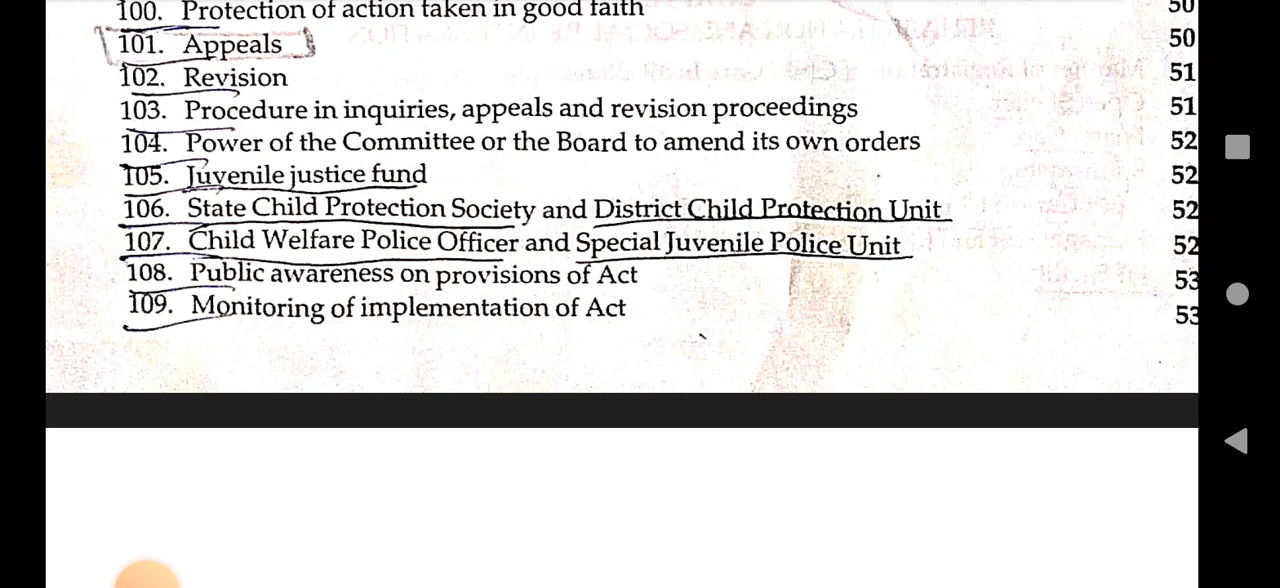 100. Protection of action taken in good faith 50
101. Appeals 50
102. Revision 51
103. Procedure in inquiries, appeals and revision proceedings 51
104. Power of the Committee or the Board to amend its own orders 52
105. Juvenile justice fund 52
106. State Child Protection Society and District Child Protection Unit 52
107. Child Welfare Police Officer and Special Juvenile Police Unit 52
108. Public awareness on provisions of Act 53
109. Monitoring of implementation of Act 53